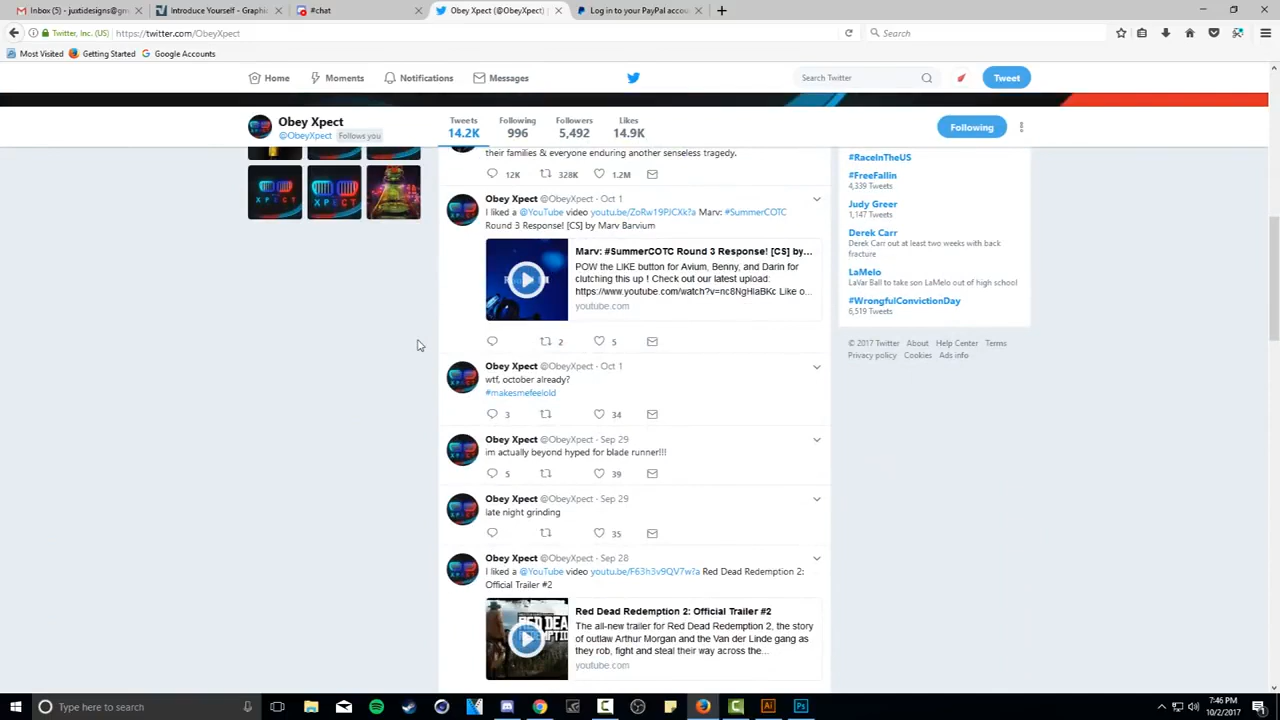 Inbox (5) - juxtidesigns@gm
Introduce Yourself - Graphic
#chat
Obey Xpect (@ObeyXpect) |
Log in to your PayPal accou
Twitter, Inc. (US)
https://twitter.com/ObeyXpect
Search
Most Visited
Getting Started
Google Accounts
Home
Moments
Notifications
Messages
Search Twitter
Tweet
Obey Xpect
@ObeyXpect Follows you
Tweets
14.2K
Following
996
Followers
5,492
Likes
14.9K
Following
XPECT
XPECT
their families & everyone enduring another senseless tragedy.
12K 328K 1.2M
Obey Xpect @ObeyXpect · Oct 1
I liked a @YouTube video youtu.be/ZoRw19PJCXk?a Marv: #SummerCOTC
Round 3 Response! [CS] by Marv Barvium
Marv: #SummerCOTC Round 3 Response! [CS] by...
POW the LIKE button for Avium, Benny, and Darin for
clutching this up ! Check out our latest upload:
https://www.youtube.com/watch?v=nc8NgHlaBKc Like o...
youtube.com
2 5
Obey Xpect @ObeyXpect · Oct 1
wtf, october already?
#makesmefeelold
3 34
Obey Xpect @ObeyXpect · Sep 29
im actually beyond hyped for blade runner!!!
5 39
Obey Xpect @ObeyXpect · Sep 29
late night grinding
35
Obey Xpect @ObeyXpect · Sep 28
I liked a @YouTube video youtu.be/F63h3v9QV7w?a Red Dead Redemption 2:
Official Trailer #2
RED DEAD
Red Dead Redemption 2: Official Trailer #2
The all-new trailer for Red Dead Redemption 2, the story
of outlaw Arthur Morgan and the Van der Linde gang as
they rob, fight and steal their way across the...
youtube.com
#RaceInTheUS
#FreeFallin
4,339 Tweets
Judy Greer
1,147 Tweets
Derek Carr
Derek Carr out at least two weeks with back
fracture
LaMelo
LaVar Ball to take son LaMelo out of high school
#WrongfulConvictionDay
6,519 Tweets
© 2017 Twitter About Help Center Terms
Privacy policy Cookies Ads info
Type here to search
7:46 PM
10/2/2017